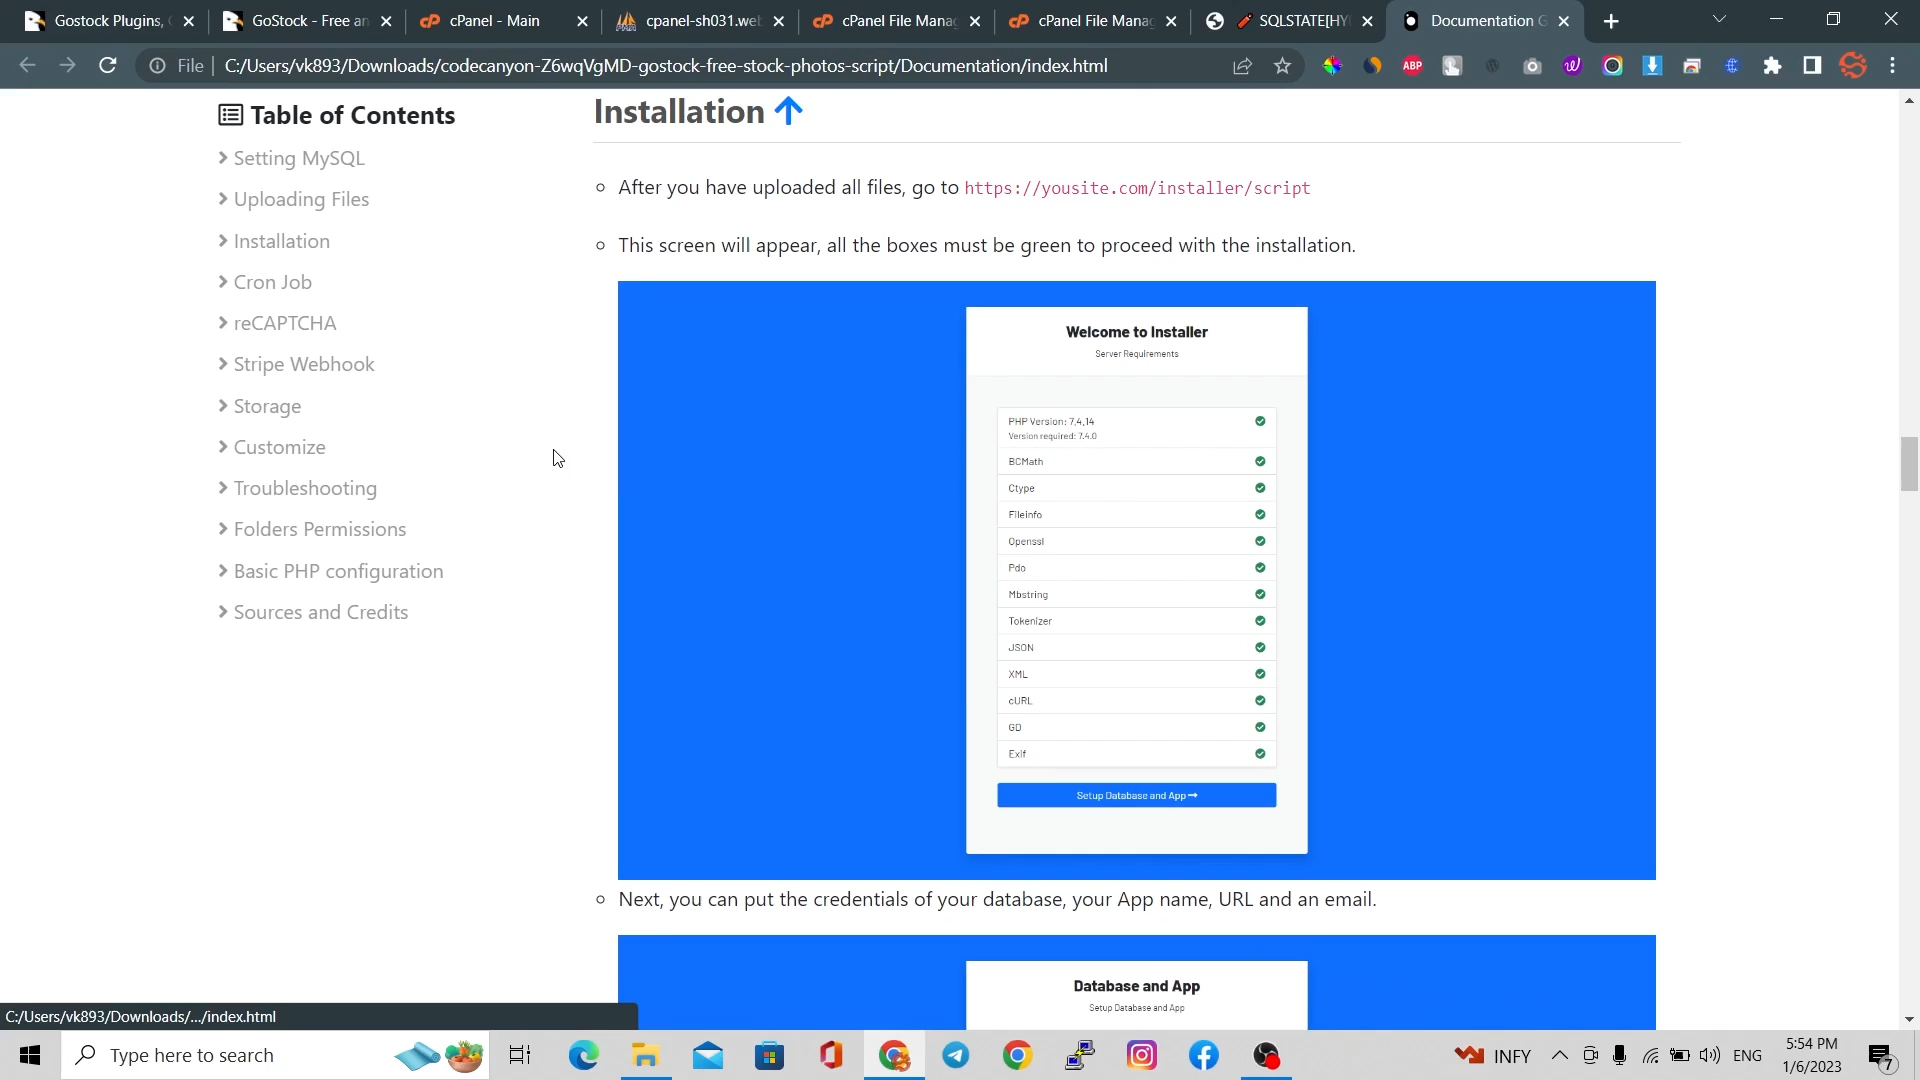 Gostock Plugins,
GoStock - Free an
cPanel - Main
cpanel-sh031.web
cPanel File Manag
cPanel File Manag
SQLSTATE[HY
Documentation G
File
C:/Users/vk893/Downloads/codecanyon-Z6wqVgMD-gostock-free-stock-photos-script/Documentation/index.html
ABP
Table of Contents
Setting MySQL
Uploading Files
Installation
Cron Job
reCAPTCHA
Stripe Webhook
Storage
Customize
Troubleshooting
Folders Permissions
Basic PHP configuration
Sources and Credits
Installation
After you have uploaded all files, go to https://yousite.com/installer/script
This screen will appear, all the boxes must be green to proceed with the installation.
Welcome to Installer
Server Requirements
PHP Version: 7.4.14
Version required: 7.4.0
BCMath
Ctype
Fileinfo
Openssl
Pdo
Mbstring
Tokenizer
JSON
XML
cURL
GD
Exif
Setup Database and App
Next, you can put the credentials of your database, your App name, URL and an email.
Database and App
Setup Database and App
C:/Users/vk893/Downloads/.../index.html
Type here to search
INFY
ENG
5:54 PM
1/6/2023
7